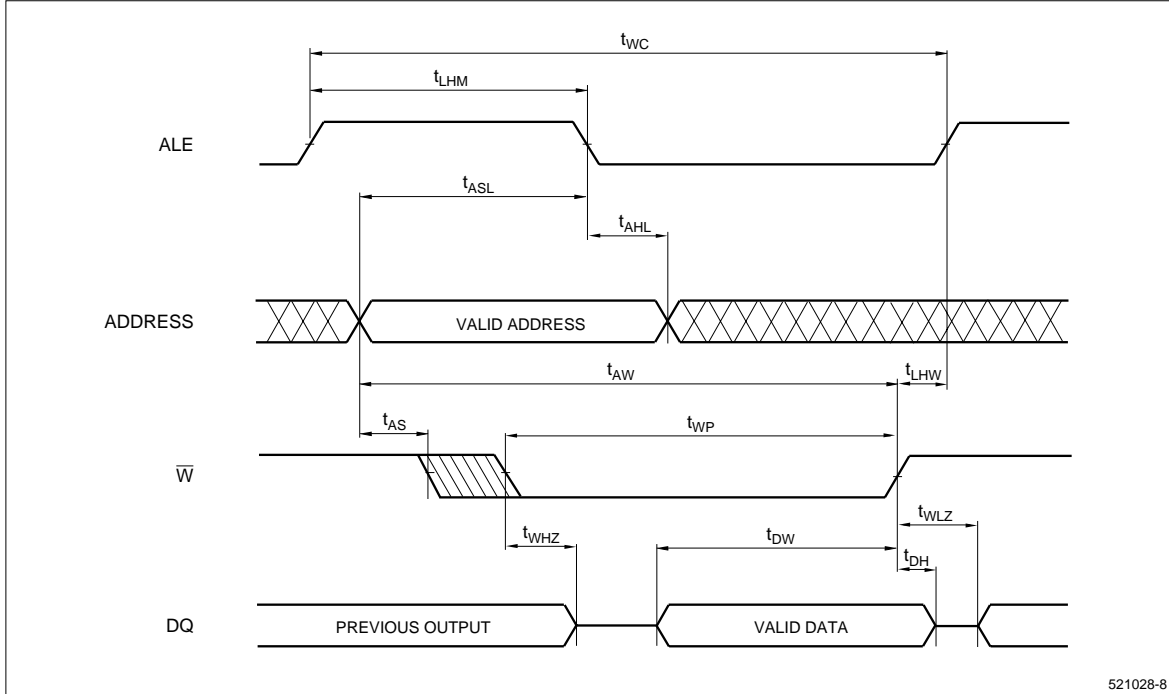 tWC
tLHM
ALE
tASL
tAHL
ADDRESS
VALID ADDRESS
tAW
tLHW
tAS
tWP
W̅
tWLZ
tWHZ
tDW
tDH
DQ
PREVIOUS OUTPUT
VALID DATA
521028-8